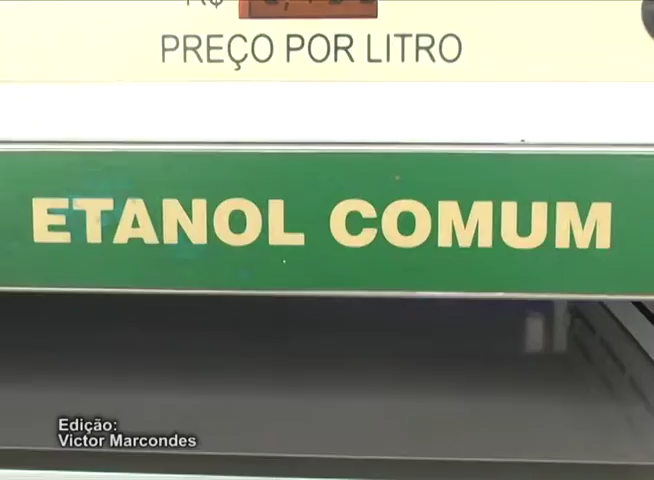 R$
PREÇO POR LITRO
ETANOL COMUM
Edição:
Victor Marcondes